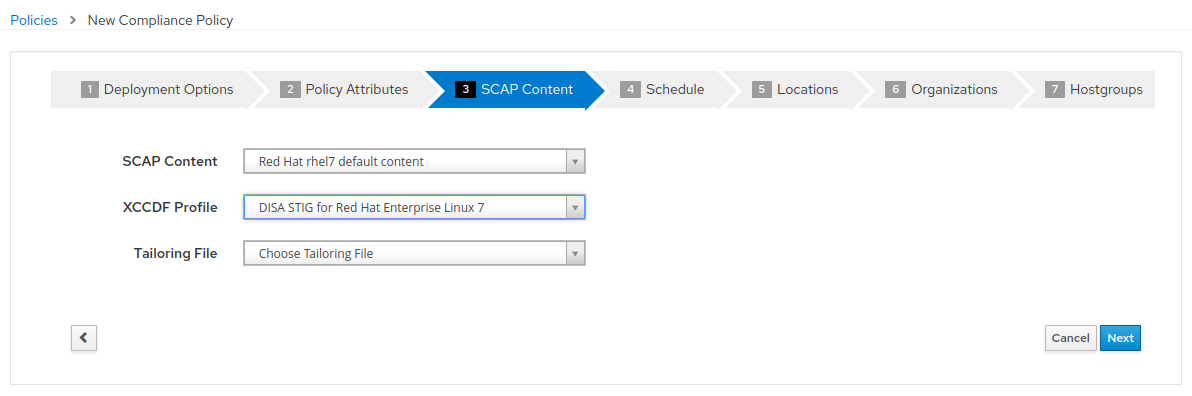 Policies > New Compliance Policy
1 Deployment Options 2 Policy Attributes 3 SCAP Content 4 Schedule 5 Locations 6 Organizations 7 Hostgroups
SCAP Content Red Hat rhel7 default content
XCCDF Profile DISA STIG for Red Hat Enterprise Linux 7
Tailoring File Choose Tailoring File
Cancel Next